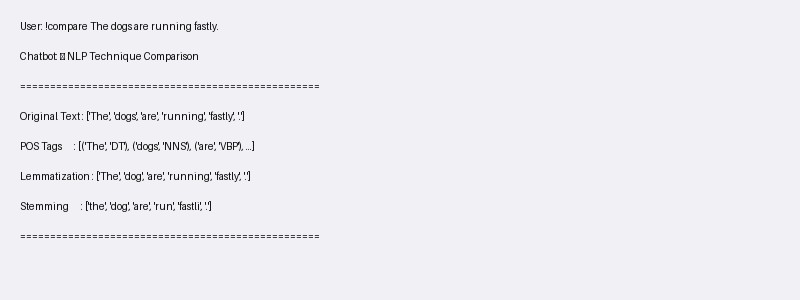 User: !compare The dogs are running fastly.
Chatbot: NLP Technique Comparison
==================================================
Original Text: ['The', 'dogs', 'are', 'running', 'fastly', '.']
POS Tags : [('The', 'DT'), ('dogs', 'NNS'), ('are', 'VBP'), ...]
Lemmatization: ['The', 'dog', 'are', 'running', 'fastly', '.']
Stemming : ['the', 'dog', 'are', 'run', 'fastli', '.']
==================================================